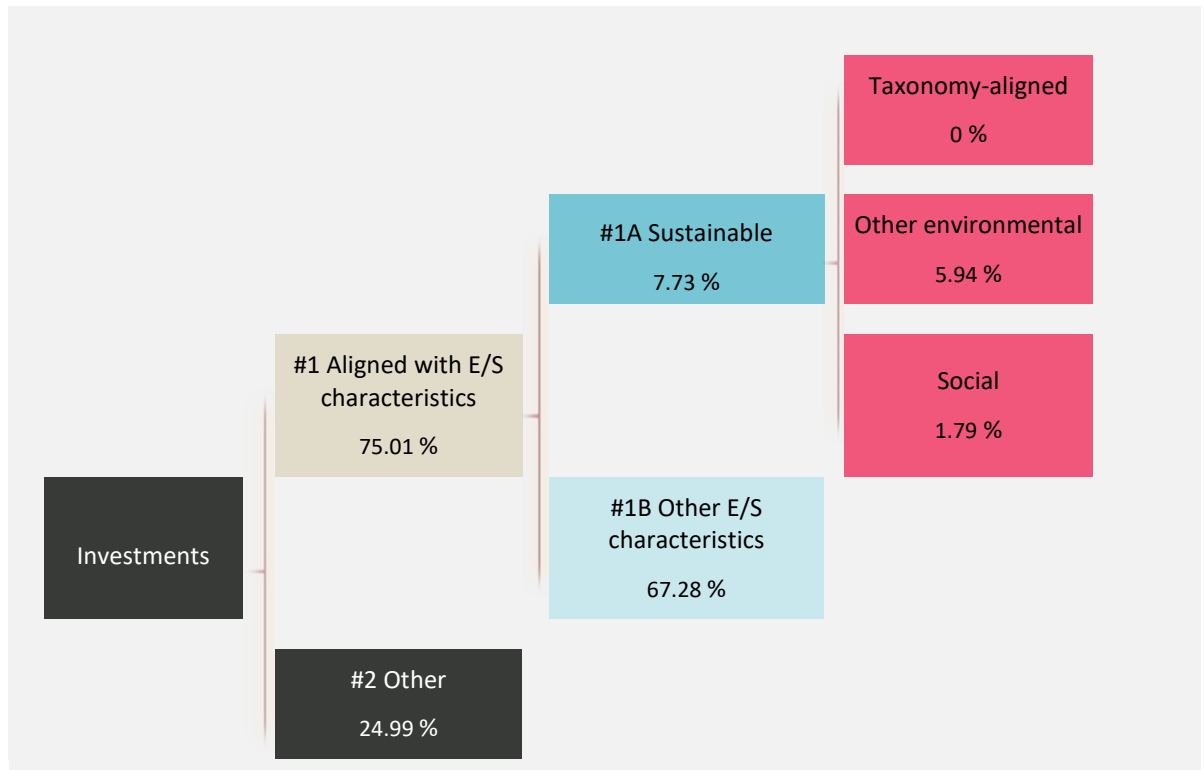 Investments
#1 Aligned with E/S
characteristics
75.01 %
#2 Other
24.99 %
#1A Sustainable
7.73 %
#1B Other E/S
characteristics
67.28 %
Taxonomy-aligned
0 %
Other environmental
5.94 %
Social
1.79 %